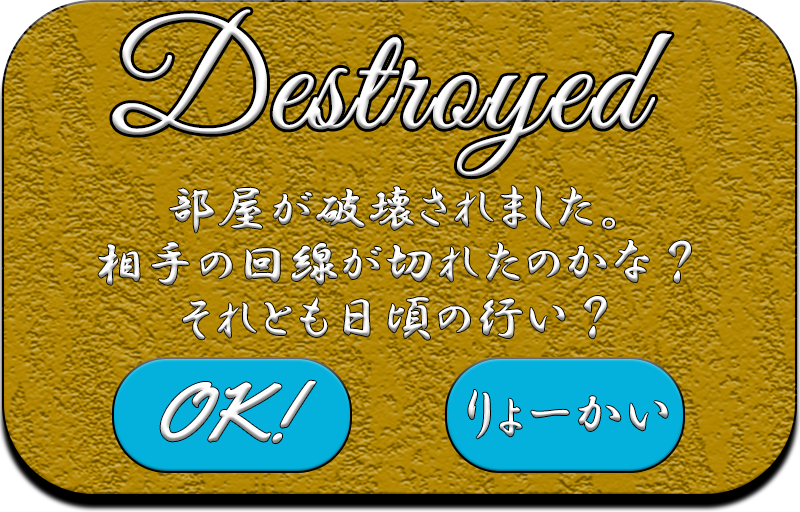 Destroyed
部屋が破壊されました。
相手の回線が切れたのかな？
それとも日頃の行い？
OK!
りょーかい